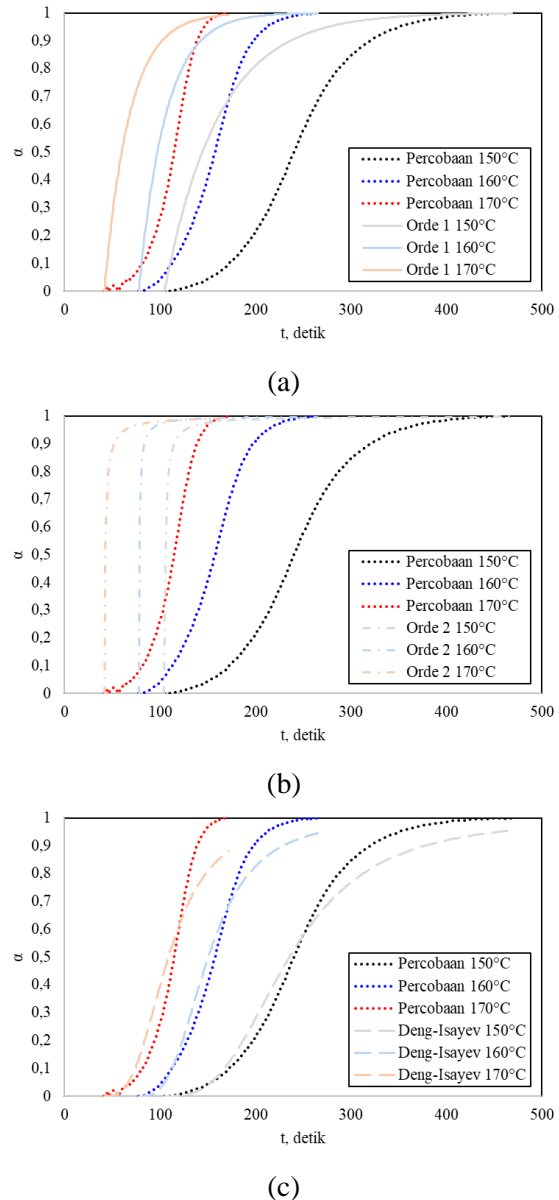 1
0,9
0,8
0,7
0,6
0,5
0,4
0,3
0,2
0,1
0
α
Percobaan 150°C
Percobaan 160°C
Percobaan 170°C
Orde 1 150°C
Orde 1 160°C
Orde 1 170°C
0 100 200 300 400 500
t, detik
(a)
1
0,9
0,8
0,7
0,6
0,5
0,4
0,3
0,2
0,1
0
α
Percobaan 150°C
Percobaan 160°C
Percobaan 170°C
Orde 2 150°C
Orde 2 160°C
Orde 2 170°C
0 100 200 300 400 500
t, detik
(b)
1
0,9
0,8
0,7
0,6
0,5
0,4
0,3
0,2
0,1
0
α
Percobaan 150°C
Percobaan 160°C
Percobaan 170°C
Deng-Isayev 150°C
Deng-Isayev 160°C
Deng-Isayev 170°C
0 100 200 300 400 500
t, detik
(c)